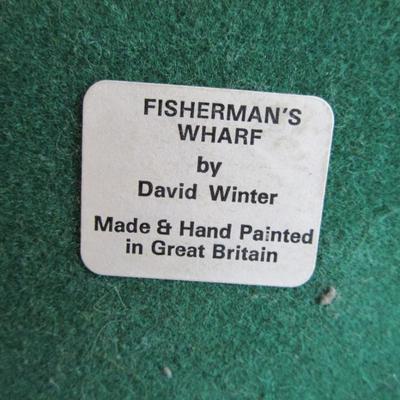 FISHERMAN'S
WHARF
by
David Winter
Made & Hand Painted
in Great Britain